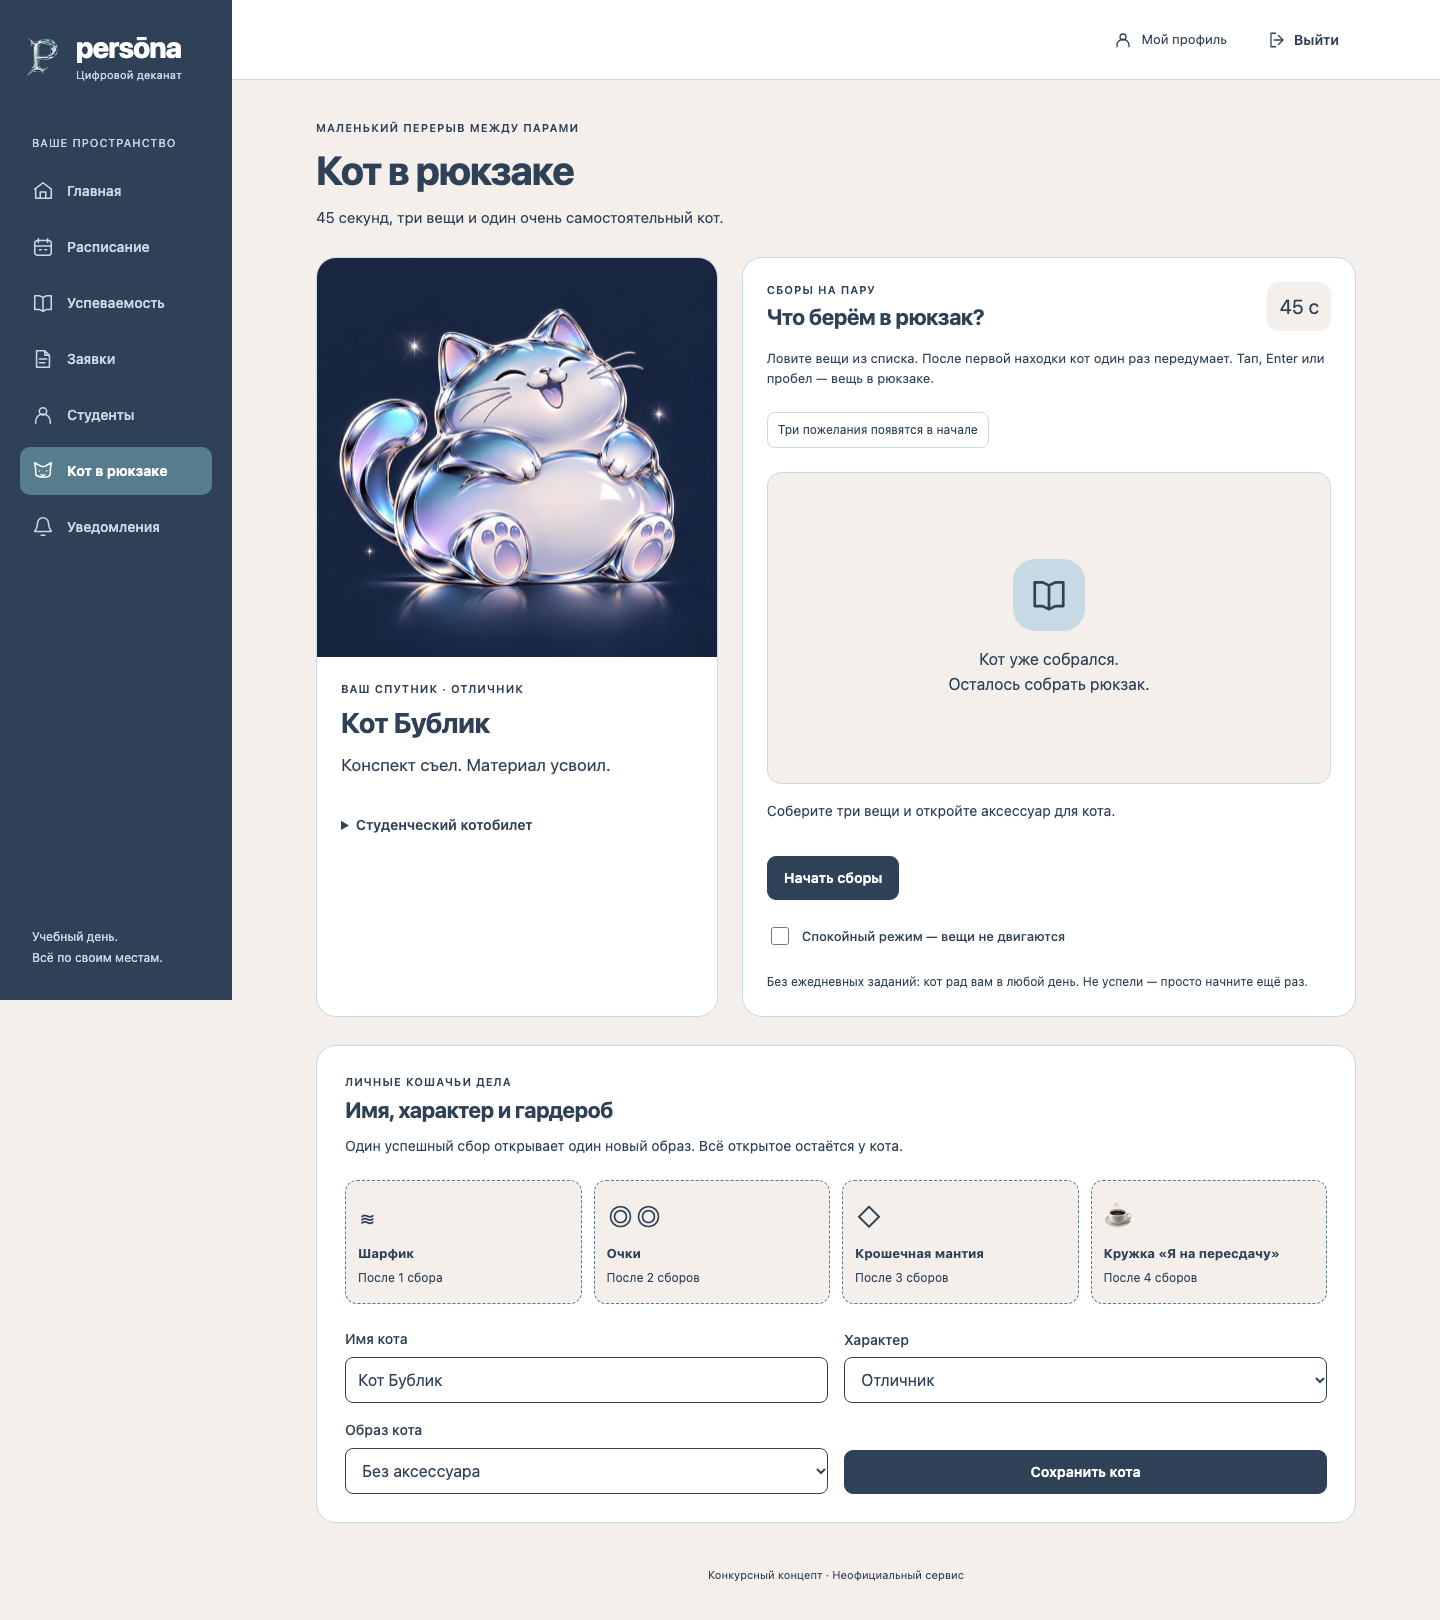 persōna
Цифровой деканат
ВАШЕ ПРОСТРАНСТВО
Главная
Расписание
Успеваемость
Заявки
Студенты
Кот в рюкзаке
Уведомления
Учебный день.
Всё по своим местам.
Мой профиль
Выйти
МАЛЕНЬКИЙ ПЕРЕРЫВ МЕЖДУ ПАРАМИ
Кот в рюкзаке
45 секунд, три вещи и один очень самостоятельный кот.
ВАШ СПУТНИК · ОТЛИЧНИК
Кот Бублик
Конспект съел. Материал усвоил.
Студенческий котобилет
СБОРЫ НА ПАРУ
Что берём в рюкзак?
45 с
Ловите вещи из списка. После первой находки кот один раз передумает. Тап, Enter или
пробел — вещь в рюкзаке.
Три пожелания появятся в начале
Кот уже собрался.
Осталось собрать рюкзак.
Соберите три вещи и откройте аксессуар для кота.
Начать сборы
Спокойный режим — вещи не двигаются
Без ежедневных заданий: кот рад вам в любой день. Не успели — просто начните ещё раз.
ЛИЧНЫЕ КОШАЧЬИ ДЕЛА
Имя, характер и гардероб
Один успешный сбор открывает один новый образ. Всё открытое остаётся у кота.
Шарфик
После 1 сбора
Очки
После 2 сборов
Крошечная мантия
После 3 сборов
Кружка «Я на пересдачу»
После 4 сборов
Имя кота
Кот Бублик
Характер
Отличник
Образ кота
Без аксессуара
Сохранить кота
Конкурсный концепт · Неофициальный сервис